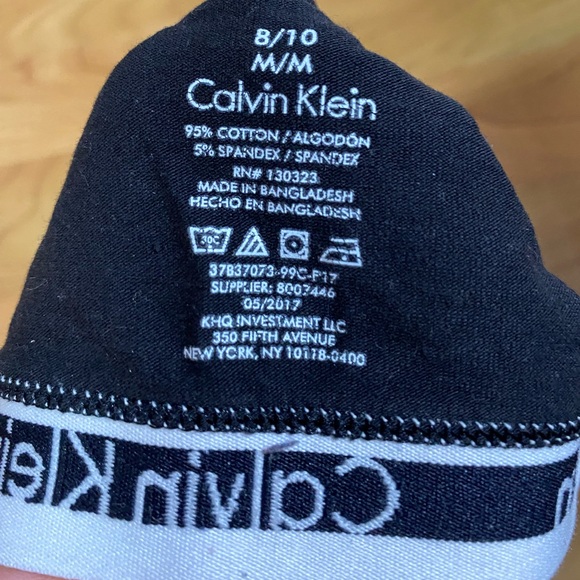 8/10
M/M
Calvin Klein
95% COTTON / ALGODÓN
5% SPANDEX / SPANDEX
RN# 130323
MADE IN BANGLADESH
HECHO EN BANGLADESH
30C
37B37073-99C-F17
SUPPLIER: 8007446
05/2017
KHQ INVESTMENT LLC
350 FIFTH AVENUE
NEW YORK, NY 10118-0400
Calvin Klein